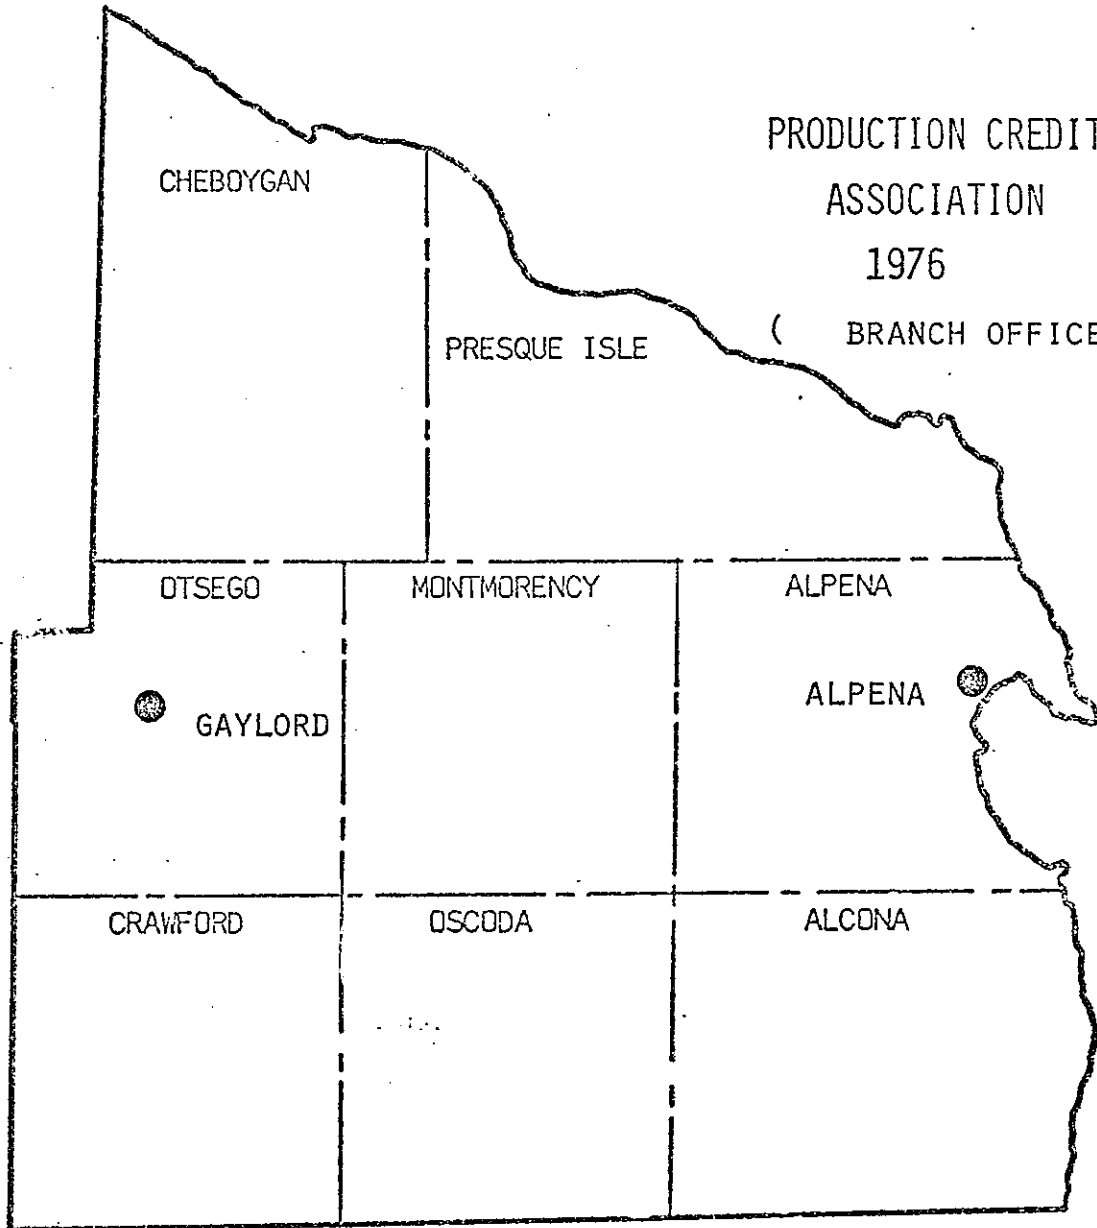 PRODUCTION CREDIT
ASSOCIATION
1976
( BRANCH OFFICE
CHEBOYGAN
PRESQUE ISLE
OTSEGO
MONTMORENCY
ALPENA
GAYLORD
ALPENA
CRAWFORD
OSCODA
ALCONA